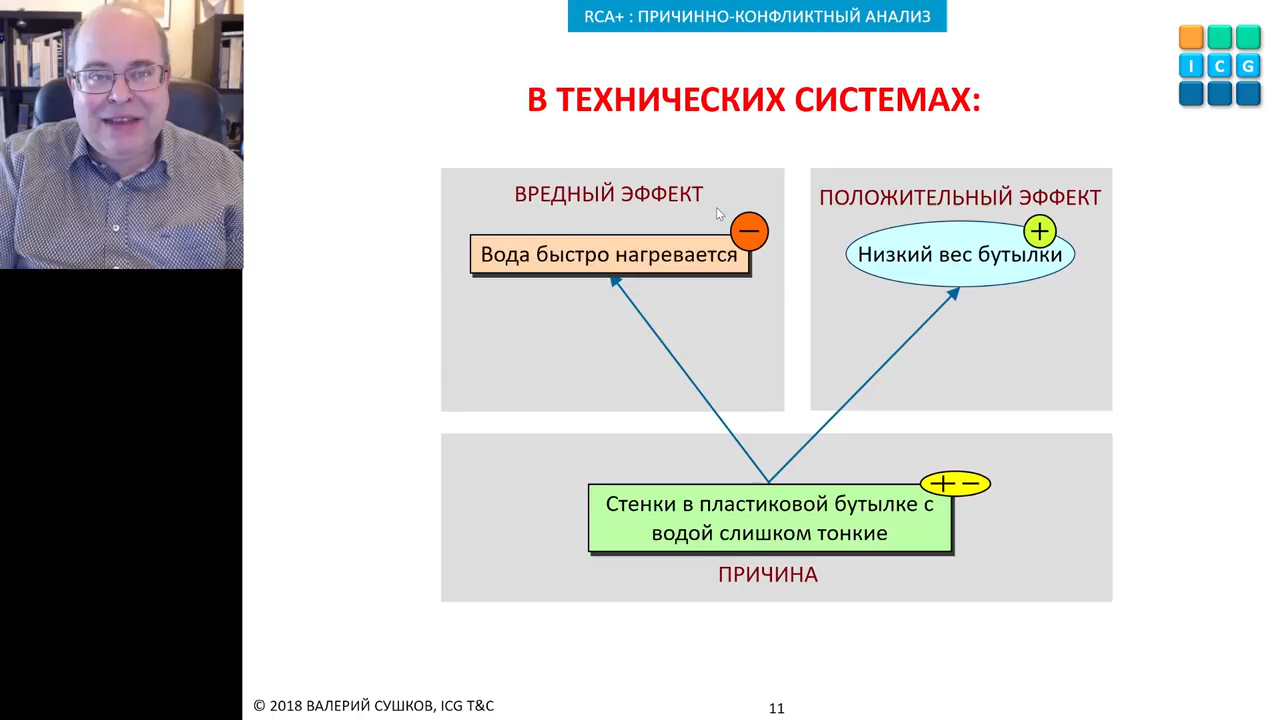 RCA+ : ПРИЧИННО-КОНФЛИКТНЫЙ АНАЛИЗ
I C G
В ТЕХНИЧЕСКИХ СИСТЕМАХ:
ВРЕДНЫЙ ЭФФЕКТ
Вода быстро нагревается
−
ПОЛОЖИТЕЛЬНЫЙ ЭФФЕКТ
+
Низкий вес бутылки
+ −
Стенки в пластиковой бутылке с
водой слишком тонкие
ПРИЧИНА
© 2018 ВАЛЕРИЙ СУШКОВ, ICG T&C
11